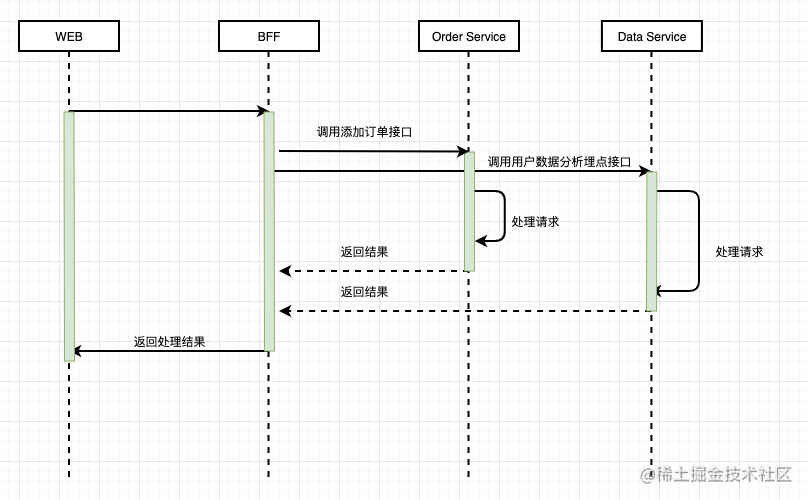 WEB
BFF
Order Service
Data Service
调用添加订单接口
调用用户数据分析埋点接口
处理请求
处理请求
返回结果
返回结果
返回处理结果
@稀土掘金技术社区